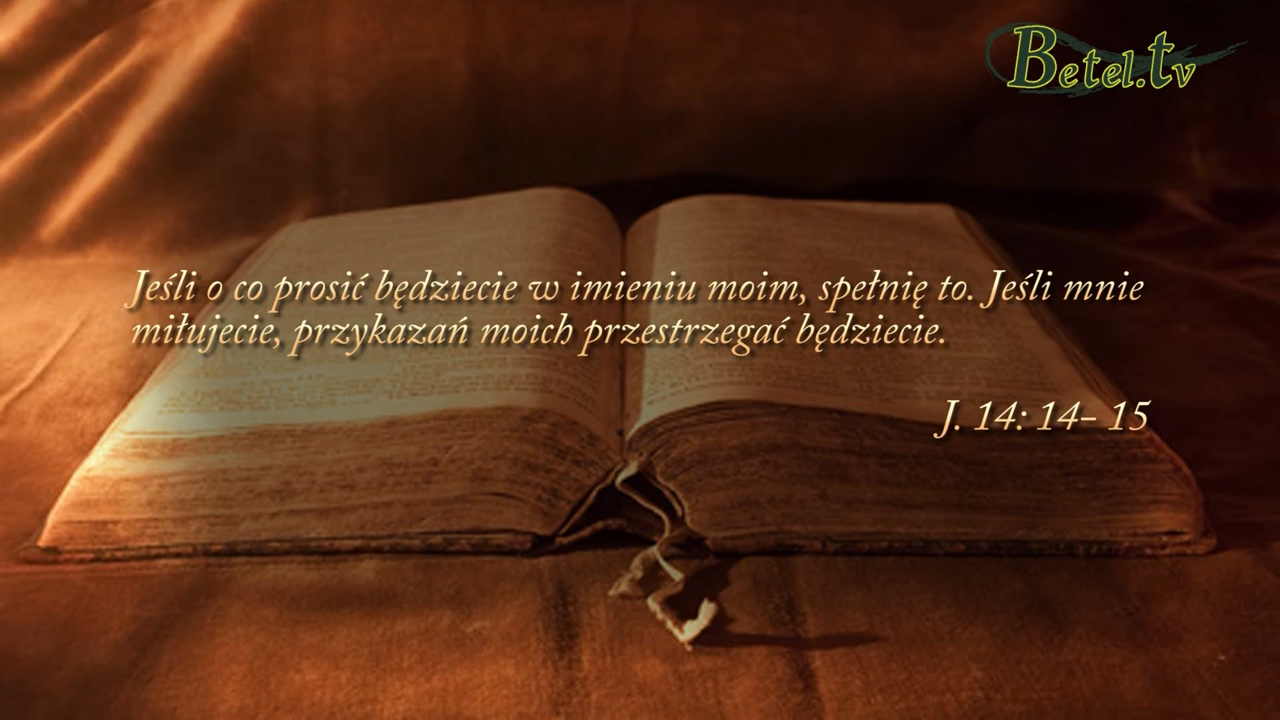 Betel.tv
Jeśli o co prosić będziecie w imieniu moim, spełnię to. Jeśli mnie
miłujecie, przykazań moich przestrzegać będziecie.
J. 14: 14- 15